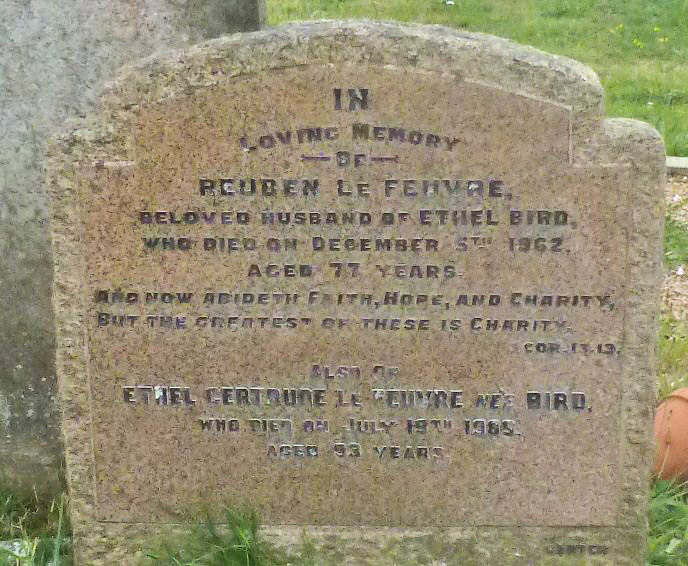 IN
LOVING MEMORY
OF
REUBEN LE FEUVRE,
BELOVED HUSBAND OF ETHEL BIRD,
WHO DIED ON DECEMBER 5TH 1962,
AGED 77 YEARS.
AND NOW ABIDETH FAITH, HOPE, AND CHARITY,
BUT THE GREATEST OF THESE IS CHARITY.
COR. 13-13.
ALSO OF
ETHEL GERTRUDE LE FEUVRE NÉE BIRD,
WHO DIED ON JULY 19TH 1985,
AGED 93 YEARS.